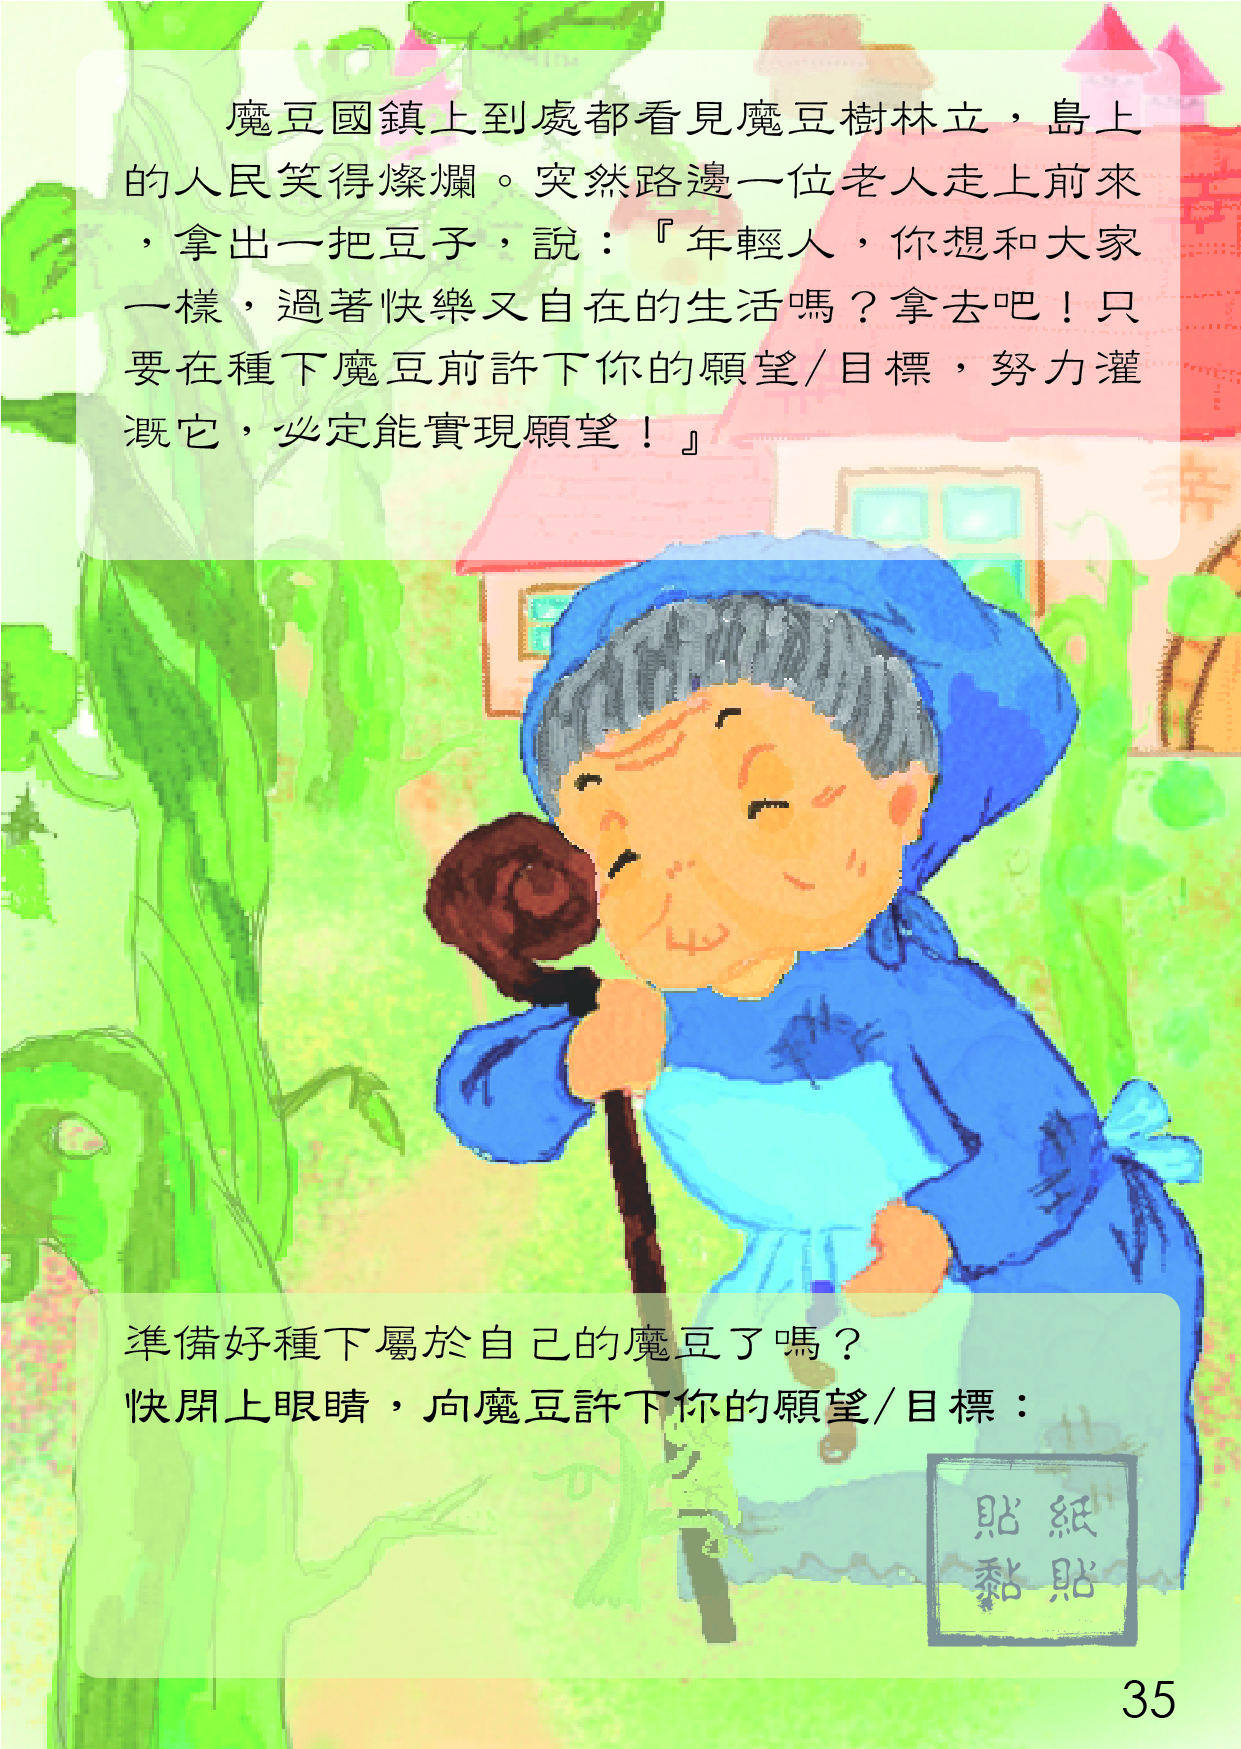 魔豆國鎮上到處都看見魔豆樹林立，島上
的人民笑得燦爛。突然路邊一位老人走上前來
，拿出一把豆子，說：『年輕人，你想和大家
一樣，過著快樂又自在的生活嗎？拿去吧！只
要在種下魔豆前許下你的願望/目標，努力灌
溉它，必定能實現願望！』
準備好種下屬於自己的魔豆了嗎？
快閉上眼睛，向魔豆許下你的願望/目標：
貼紙
黏貼
35